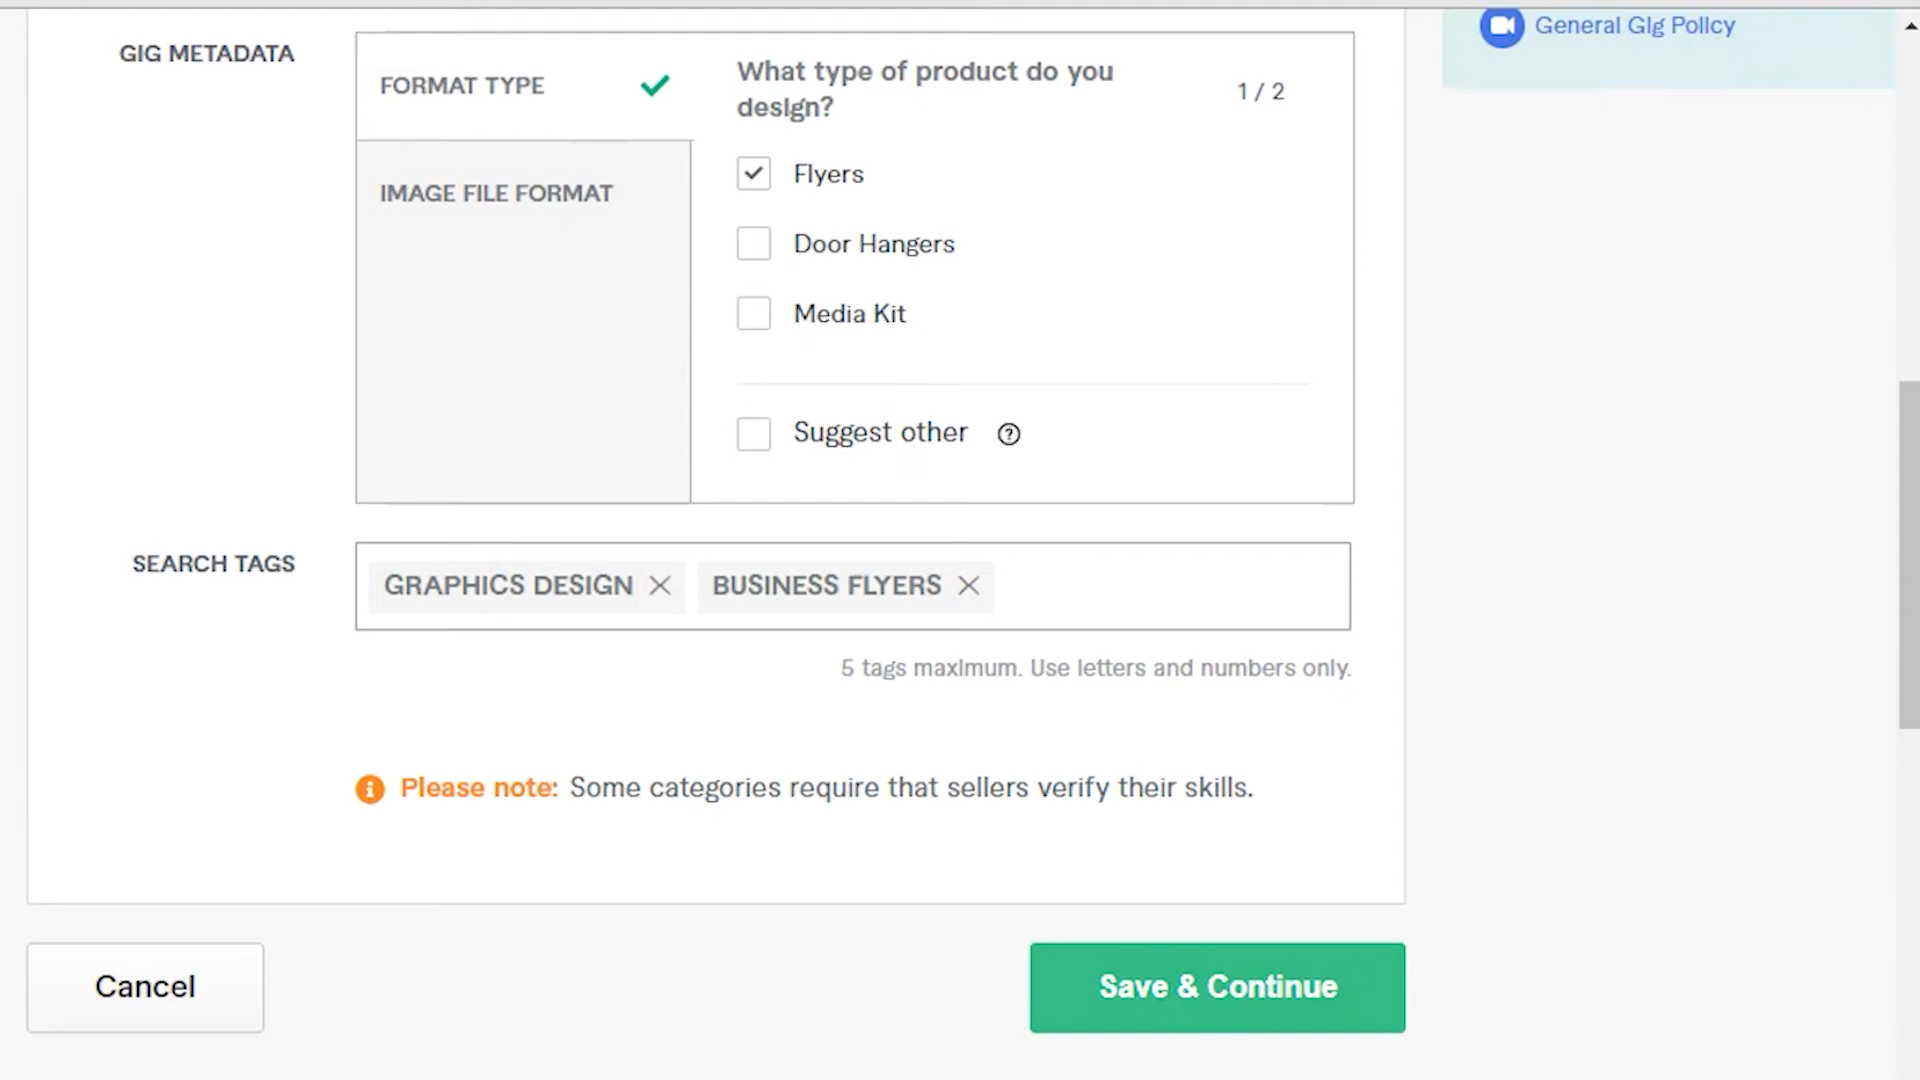 General Gig Policy
GIG METADATA
FORMAT TYPE
What type of product do you
design?
1 / 2
IMAGE FILE FORMAT
Flyers
Door Hangers
Media Kit
Suggest other
SEARCH TAGS
GRAPHICS DESIGN
BUSINESS FLYERS
5 tags maximum. Use letters and numbers only.
Please note: Some categories require that sellers verify their skills.
Cancel
Save & Continue